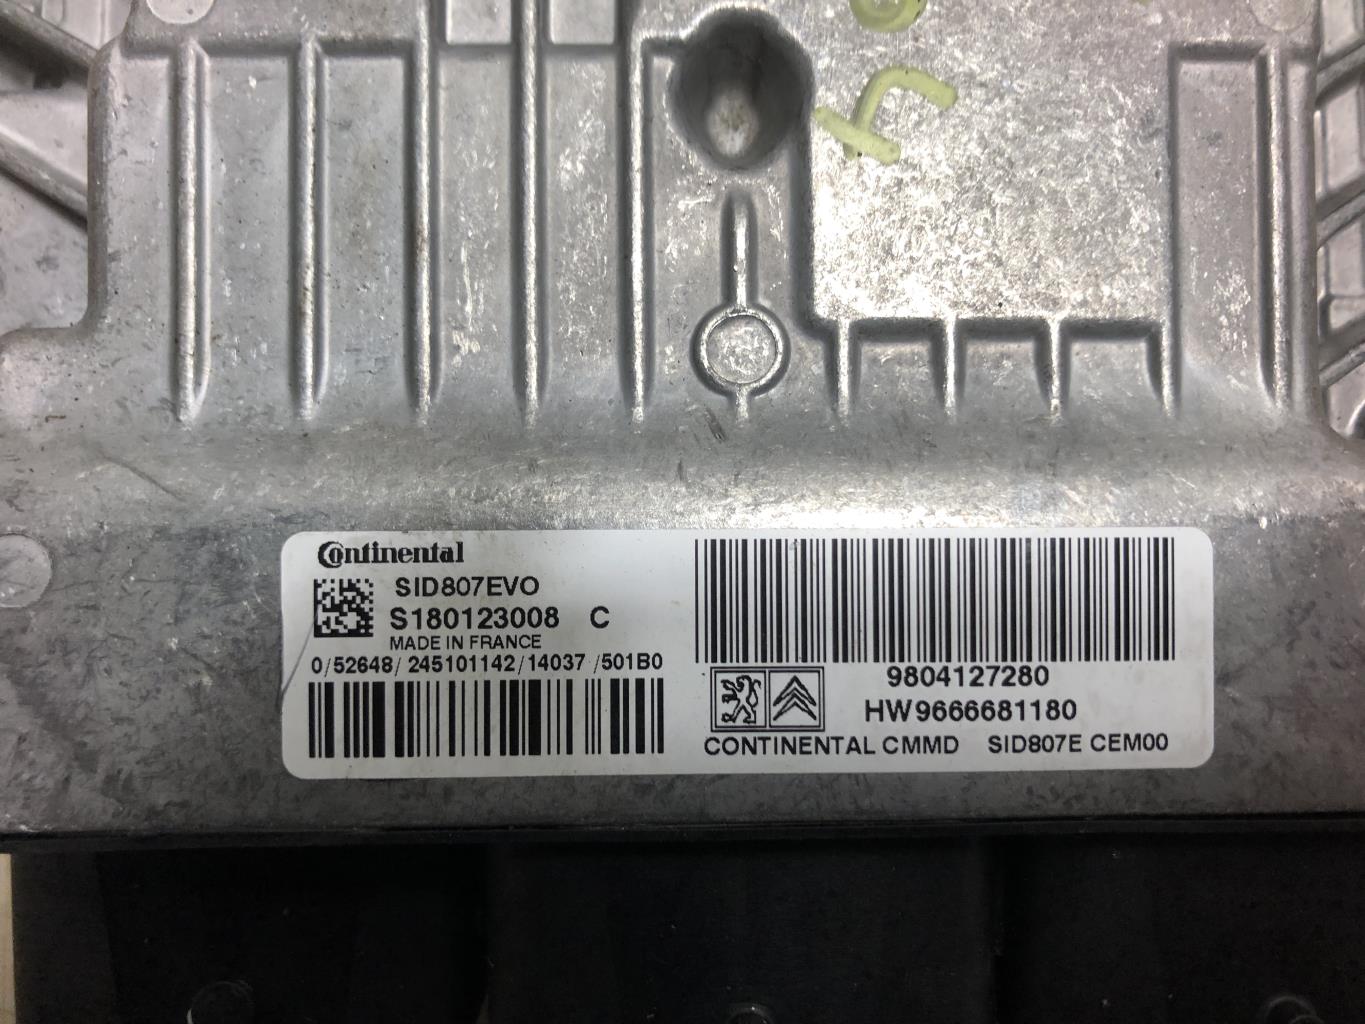 Continental
SID807EVO
S180123008 C
MADE IN FRANCE
0/52648/245101142/14037/501B0
9804127280
HW9666681180
CONTINENTAL CMMD SID807E CEM00